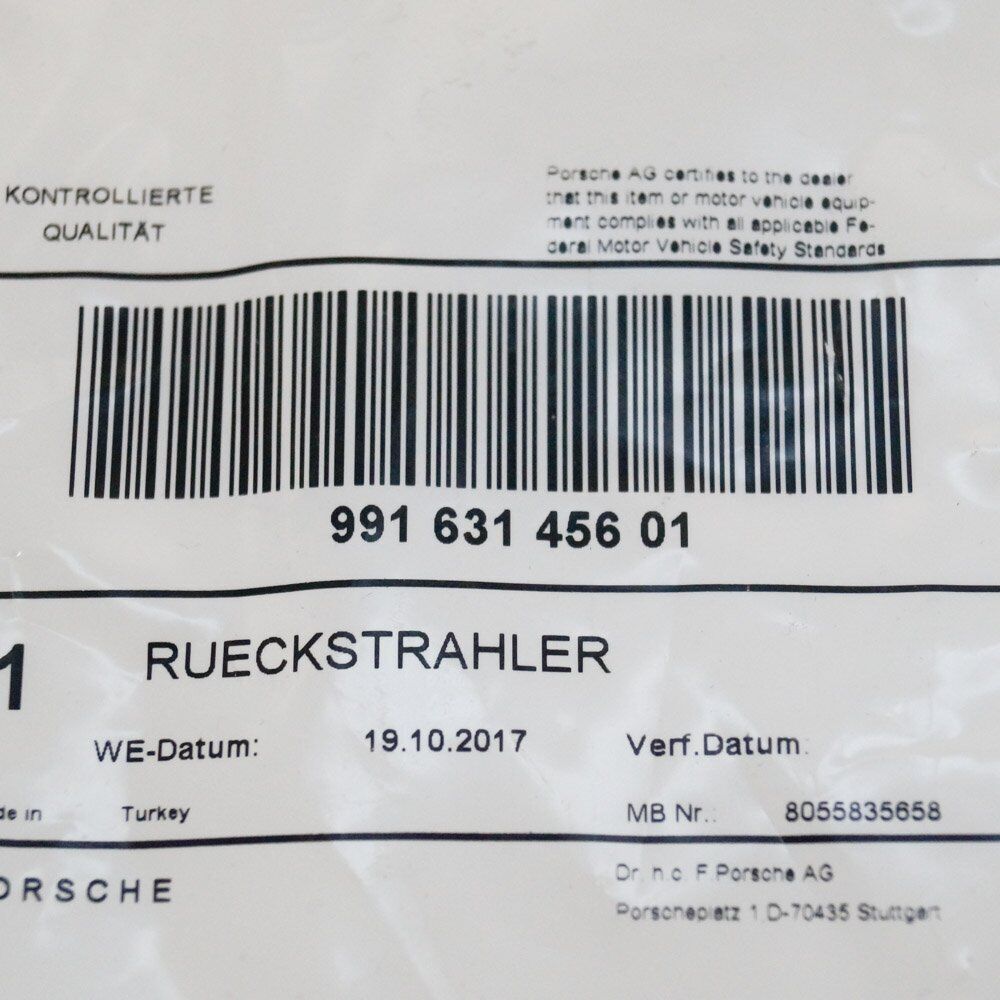 KONTROLLIERTE
QUALITÄT
Porsche AG certifies to the dealer
that this item or motor vehicle equip-
ment complies with all applicable Fe-
deral Motor Vehicle Safety Standards
991 631 456 01
1 RUECKSTRAHLER
WE-Datum: 19.10.2017 Verf.Datum:
de in Turkey MB Nr.: 8055835658
ORSCHE
Dr. n.c. F.Porsche AG
Porscheplatz 1 D-70435 Stuttgart